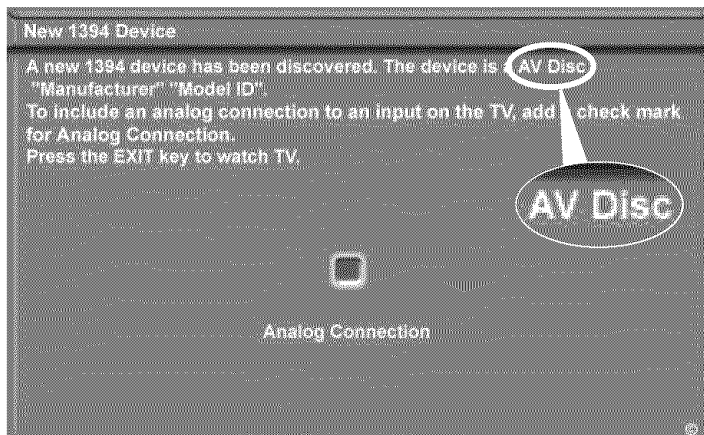 New 1394 Device
A new 1394 device has been discovered. The device is a AV Disc
"Manufacturer" "Model ID".
To include an analog connection to an input on the TV, add check mark
for Analog Connection.
Press the EXIT key to watch TV.
AV Disc
Analog Connection